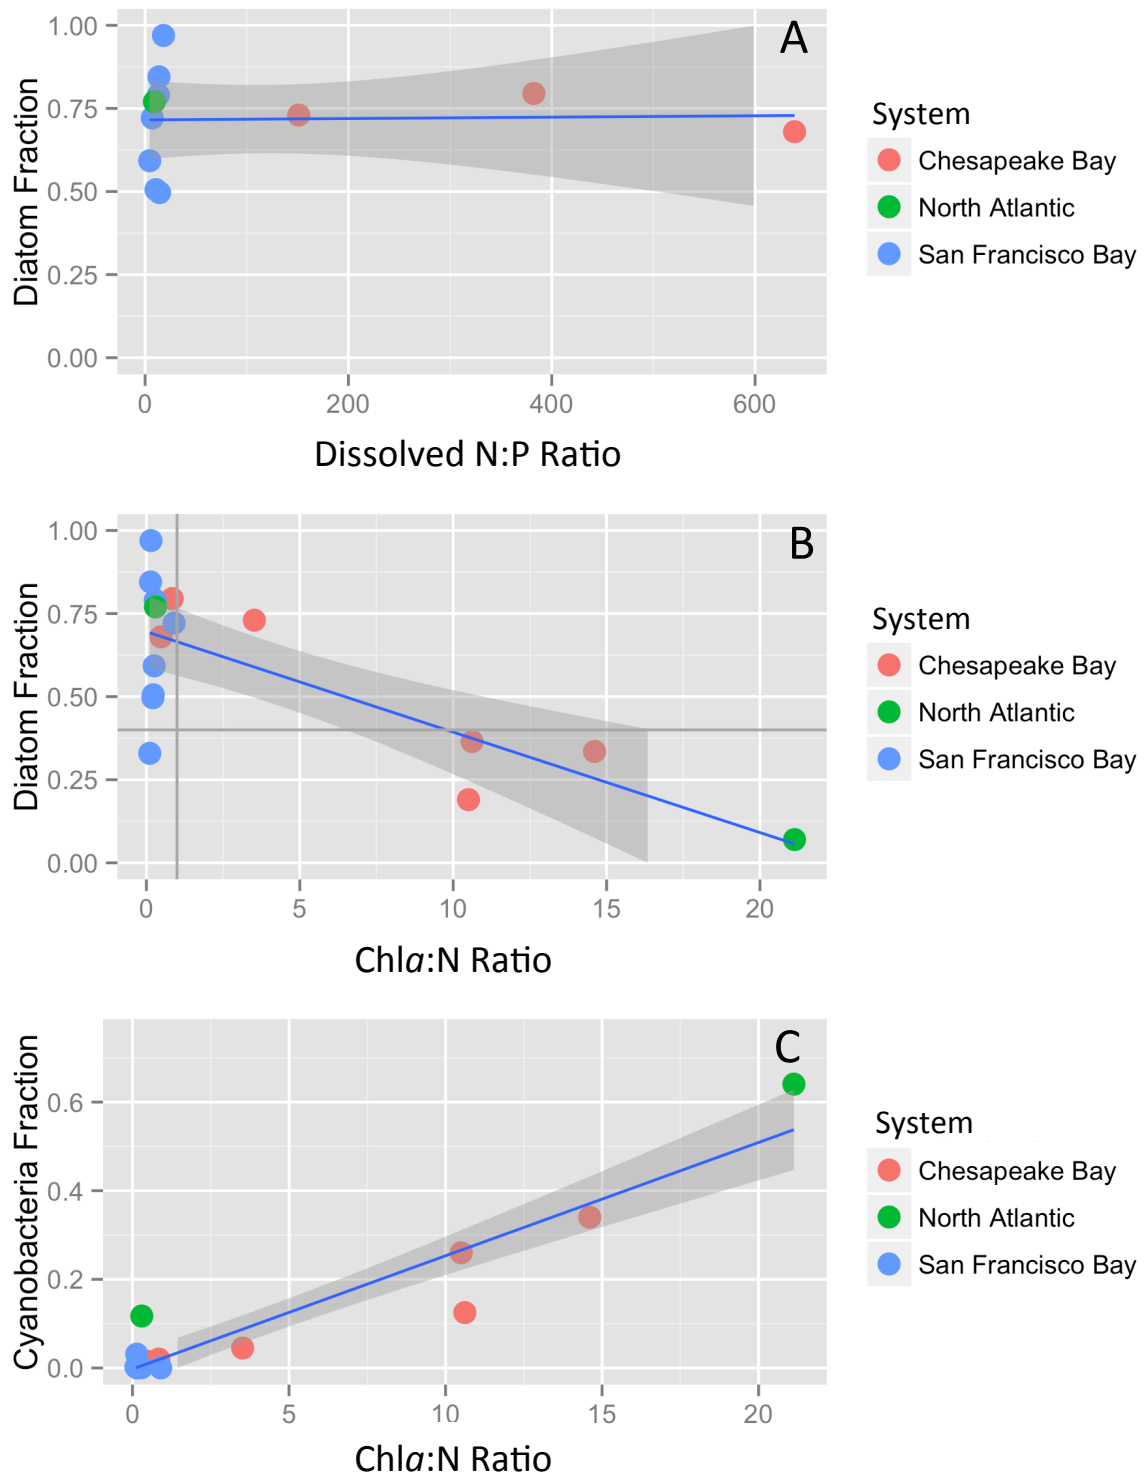 A
1.00
0.75
0.50
0.25
0.00
Diatom Fraction
0
200
400
600
Dissolved N:P Ratio
System
Chesapeake Bay
North Atlantic
San Francisco Bay
B
1.00
0.75
0.50
0.25
0.00
Diatom Fraction
0
5
10
15
20
Chla:N Ratio
System
Chesapeake Bay
North Atlantic
San Francisco Bay
C
0.6
0.4
0.2
0.0
Cyanobacteria Fraction
0
5
10
15
20
Chla:N Ratio
System
Chesapeake Bay
North Atlantic
San Francisco Bay